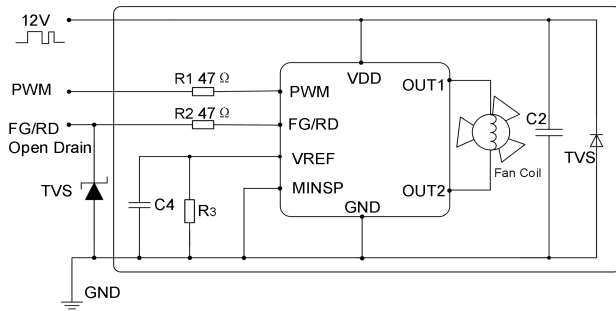 12V
VDD
OUT1
R1 47 Ω
PWM
PWM
R2 47 Ω
FG/RD
Open Drain
FG/RD
C2
VREF
TVS
Fan Coil
TVS
MINSP
OUT2
C4
R3
GND
GND